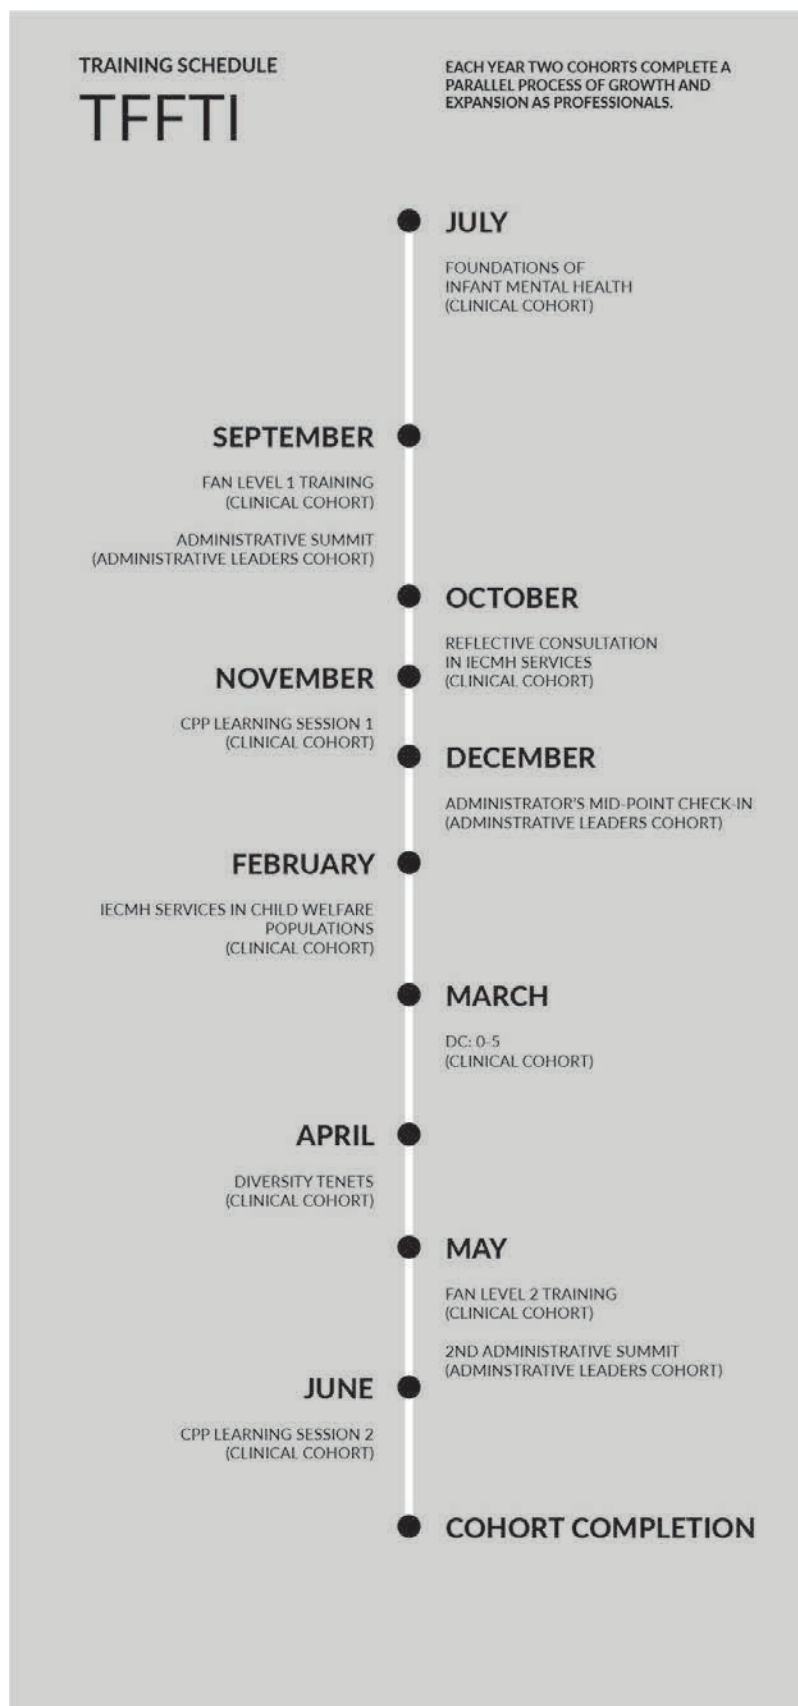 TRAINING SCHEDULE
TFFTI
EACH YEAR TWO COHORTS COMPLETE A
PARALLEL PROCESS OF GROWTH AND
EXPANSION AS PROFESSIONALS.
JULY
FOUNDATIONS OF
INFANT MENTAL HEALTH
(CLINICAL COHORT)
SEPTEMBER
FAN LEVEL 1 TRAINING
(CLINICAL COHORT)
ADMINISTRATIVE SUMMIT
(ADMINISTRATIVE LEADERS COHORT)
OCTOBER
REFLECTIVE CONSULTATION
IN IECMH SERVICES
(CLINICAL COHORT)
NOVEMBER
CPP LEARNING SESSION 1
(CLINICAL COHORT)
DECEMBER
ADMINISTRATOR'S MID-POINT CHECK-IN
(ADMINSTRATIVE LEADERS COHORT)
FEBRUARY
IECMH SERVICES IN CHILD WELFARE
POPULATIONS
(CLINICAL COHORT)
MARCH
DC: 0-5
(CLINICAL COHORT)
APRIL
DIVERSITY TENETS
(CLINICAL COHORT)
MAY
FAN LEVEL 2 TRAINING
(CLINICAL COHORT)
2ND ADMINISTRATIVE SUMMIT
(ADMINSTRATIVE LEADERS COHORT)
JUNE
CPP LEARNING SESSION 2
(CLINICAL COHORT)
COHORT COMPLETION